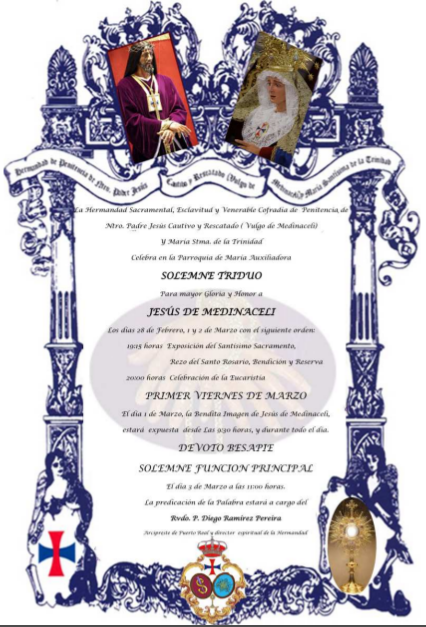 Hermandad de Penitencia de Ntro. Padre Jesús Cautivo y Rescatado (Vulgo de Medinaceli) y María Santísima de la Trinidad
La Hermandad Sacramental, Esclavitud y Venerable Cofradía de Penitencia de
Ntro. Padre Jesús Cautivo y Rescatado ( Vulgo de Medinaceli)
Y María Stma. de la Trinidad
Celebra en la Parroquia de María Auxiliadora
SOLEMNE TRIDUO
Para mayor Gloria y Honor a
JESÚS DE MEDINACELI
Los días 28 de Febrero, 1 y 2 de Marzo con el siguiente orden:
19:15 horas Exposición del Santísimo Sacramento,
Rezo del Santo Rosario, Bendición y Reserva
20:00 horas Celebración de la Eucaristía
PRIMER VIERNES DE MARZO
El día 1 de Marzo, la Bendita Imagen de Jesús de Medinaceli,
estará expuesta desde Las 9:30 horas, y durante todo el día.
DEVOTO BESAPIE
SOLEMNE FUNCION PRINCIPAL
El día 3 de Marzo a las 11:00 horas.
La predicación de la Palabra estará a cargo del
Rvdo. P. Diego Ramírez Pereira
Arcipreste de Puerto Real y director espiritual de la Hermandad